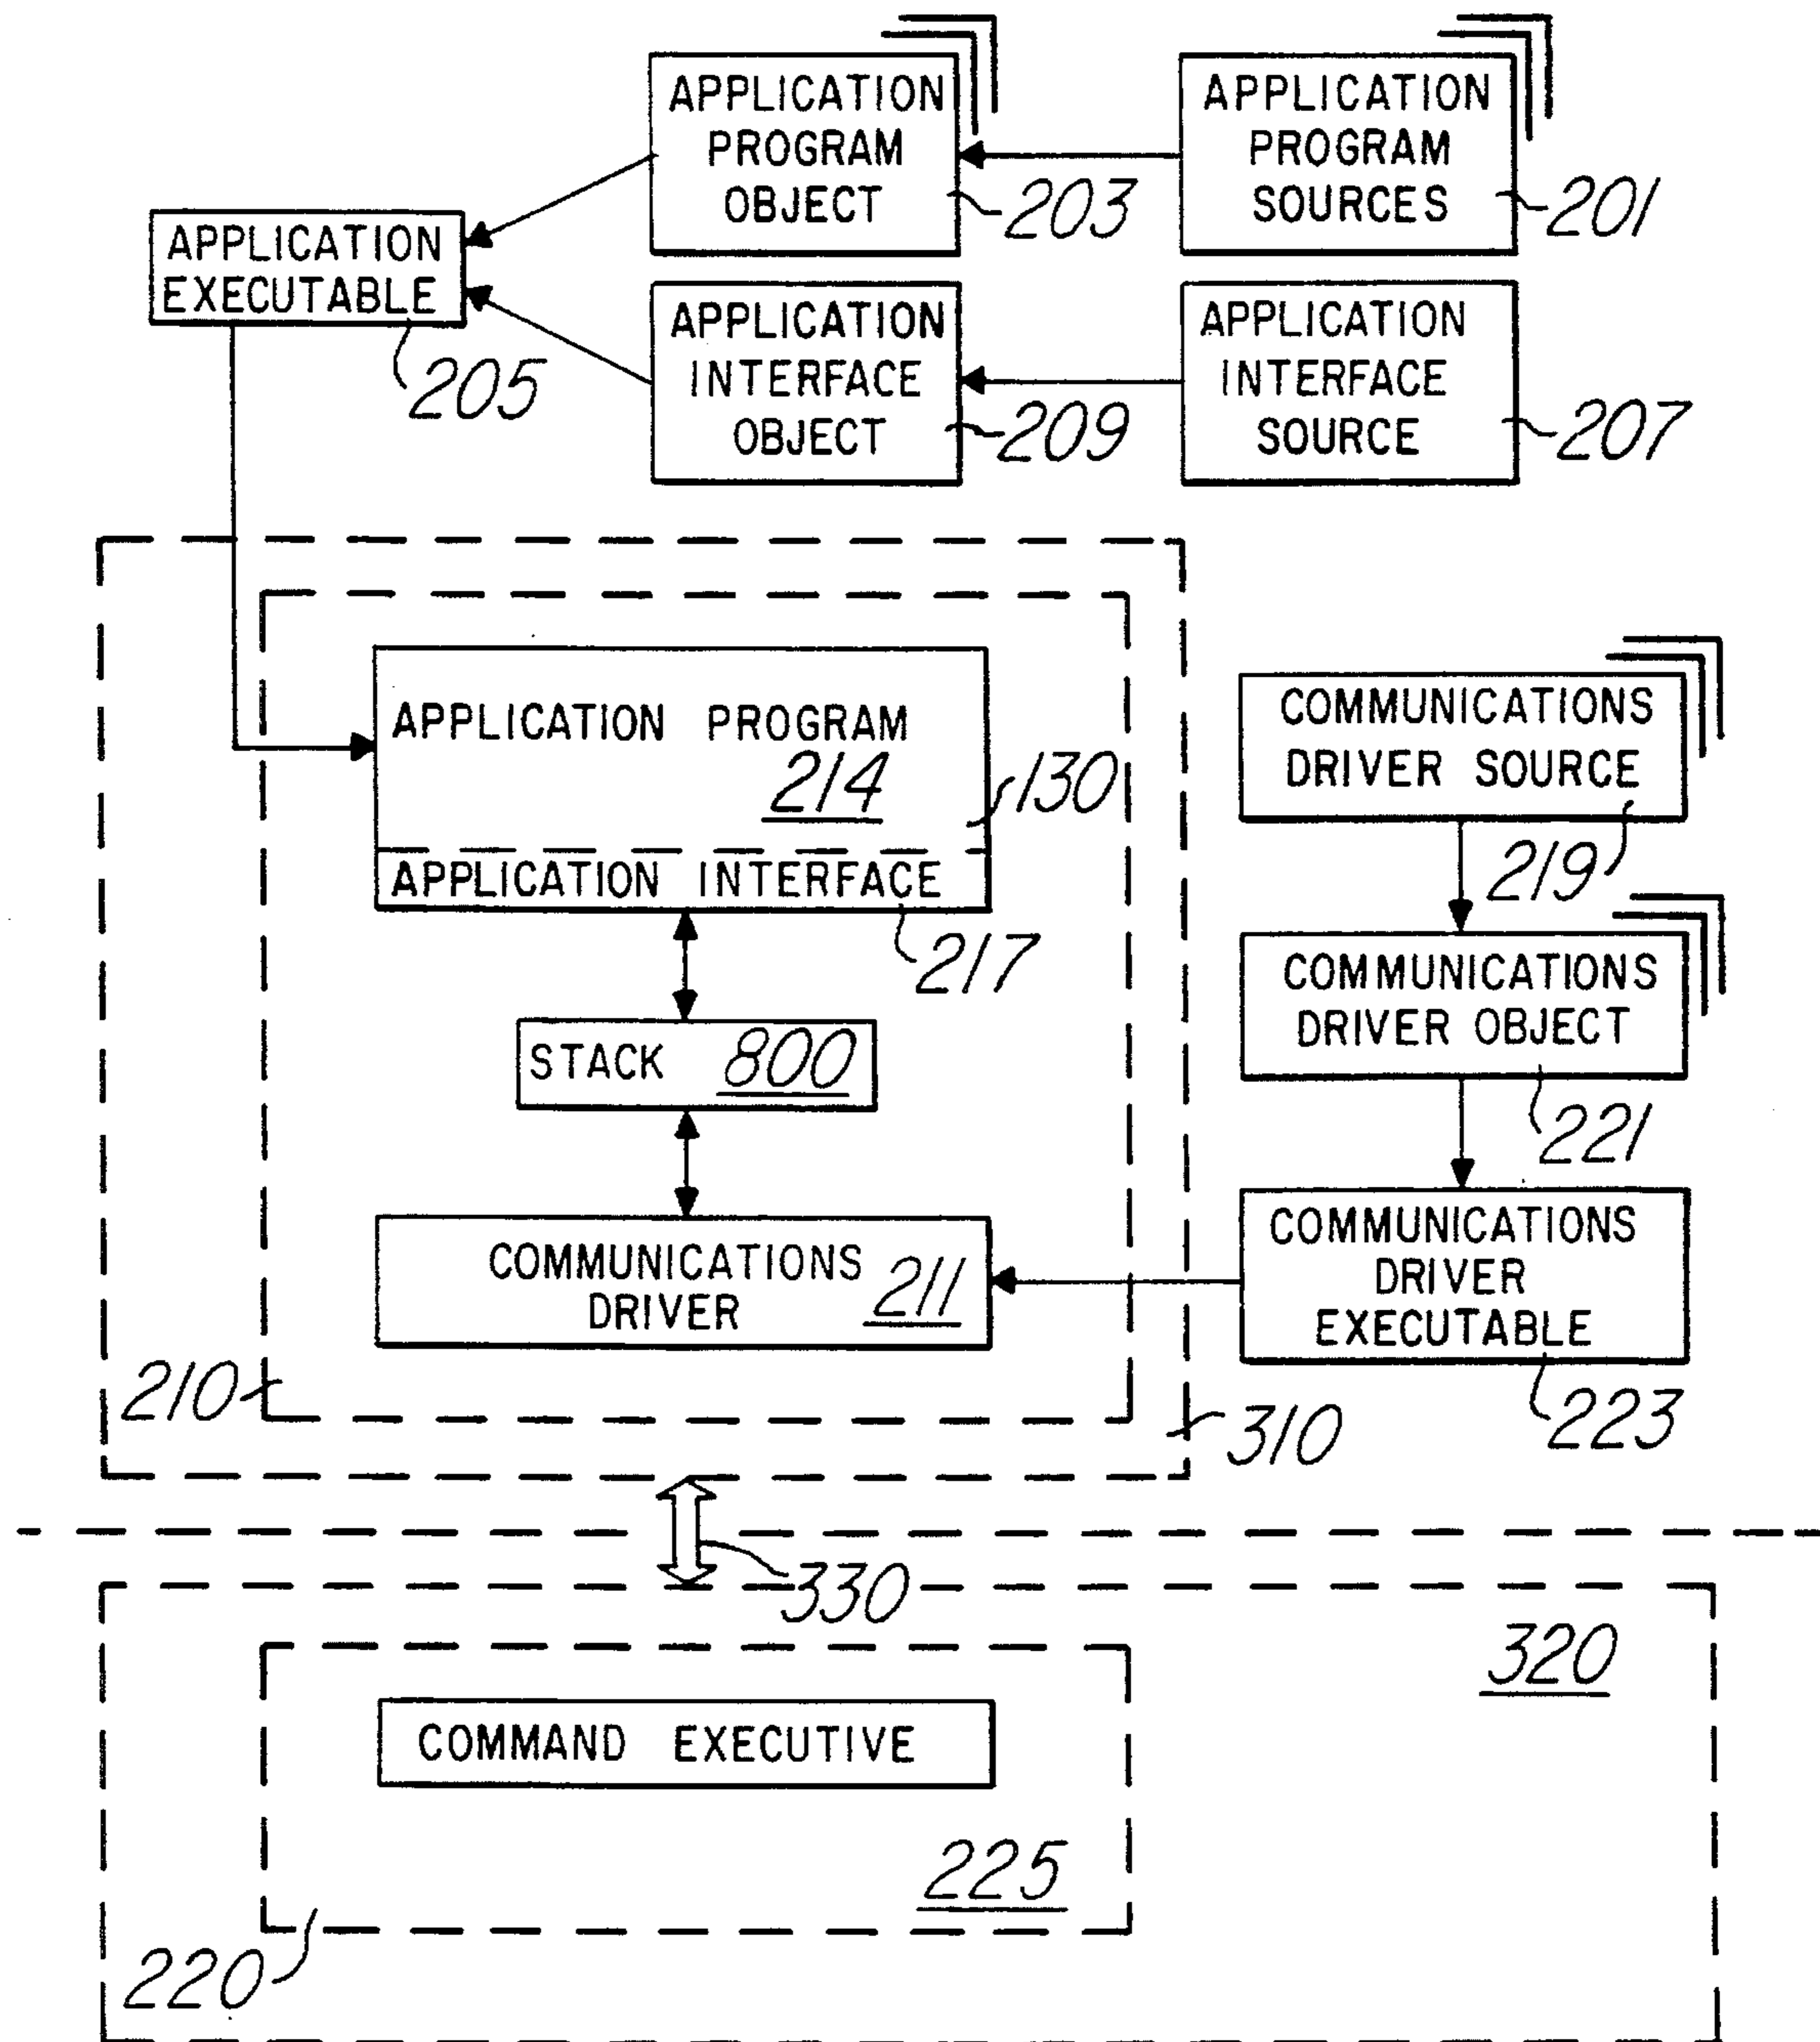 APPLICATION
PROGRAM
OBJECT
203
APPLICATION
PROGRAM
SOURCES
201
APPLICATION
EXECUTABLE
205
APPLICATION
INTERFACE
OBJECT
209
APPLICATION
INTERFACE
SOURCE
207
APPLICATION PROGRAM
214
130
APPLICATION INTERFACE
217
STACK 800
COMMUNICATIONS
DRIVER
211
210
310
COMMUNICATIONS
DRIVER SOURCE
219
COMMUNICATIONS
DRIVER OBJECT
221
COMMUNICATIONS
DRIVER
EXECUTABLE
223
330
320
COMMAND EXECUTIVE
225
220